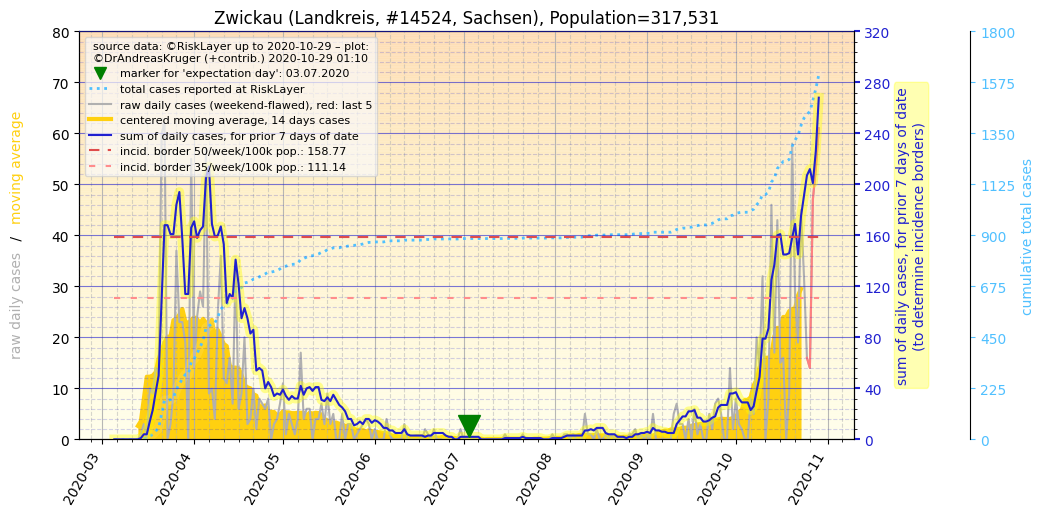 Zwickau (Landkreis, #14524, Sachsen), Population=317,531
source data: ©RiskLayer up to 2020-10-29 – plot:
©DrAndreasKruger (+contrib.) 2020-10-29 01:10
marker for 'expectation day': 03.07.2020
total cases reported at RiskLayer
raw daily cases (weekend-flawed), red: last 5
centered moving average, 14 days cases
sum of daily cases, for prior 7 days of date
incid. border 50/week/100k pop.: 158.77
incid. border 35/week/100k pop.: 111.14
raw daily cases / moving average
80
70
60
50
40
30
20
10
0
2020-03
2020-04
2020-05
2020-06
2020-07
2020-08
2020-09
2020-10
2020-11
320
280
240
200
160
120
80
40
0
sum of daily cases, for prior 7 days of date
(to determine incidence borders)
1800
1575
1350
1125
900
675
450
225
0
cumulative total cases